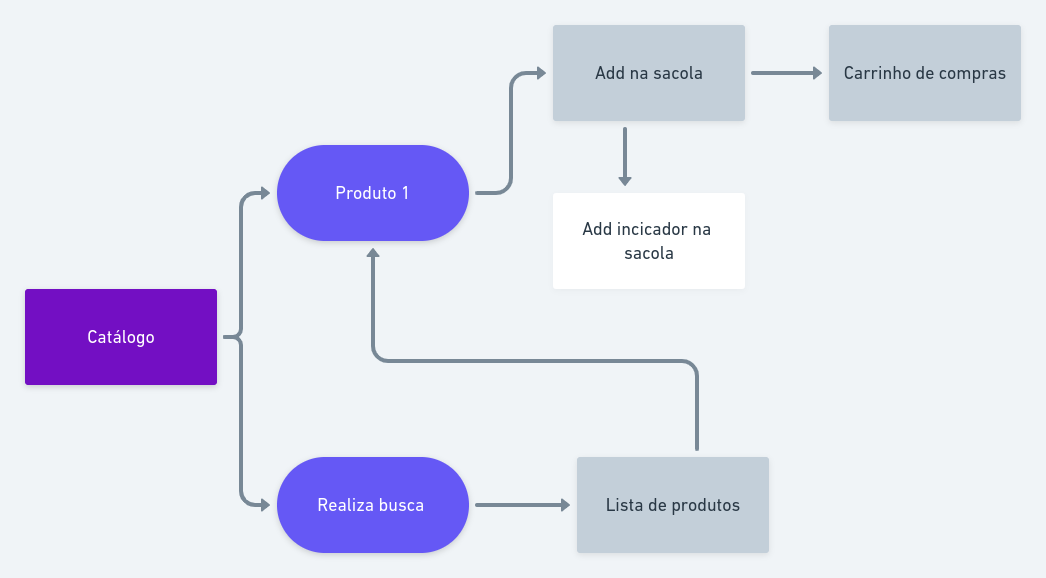 Add na sacola
Carrinho de compras
Produto 1
Add incicador na
sacola
Catálogo
Realiza busca
Lista de produtos